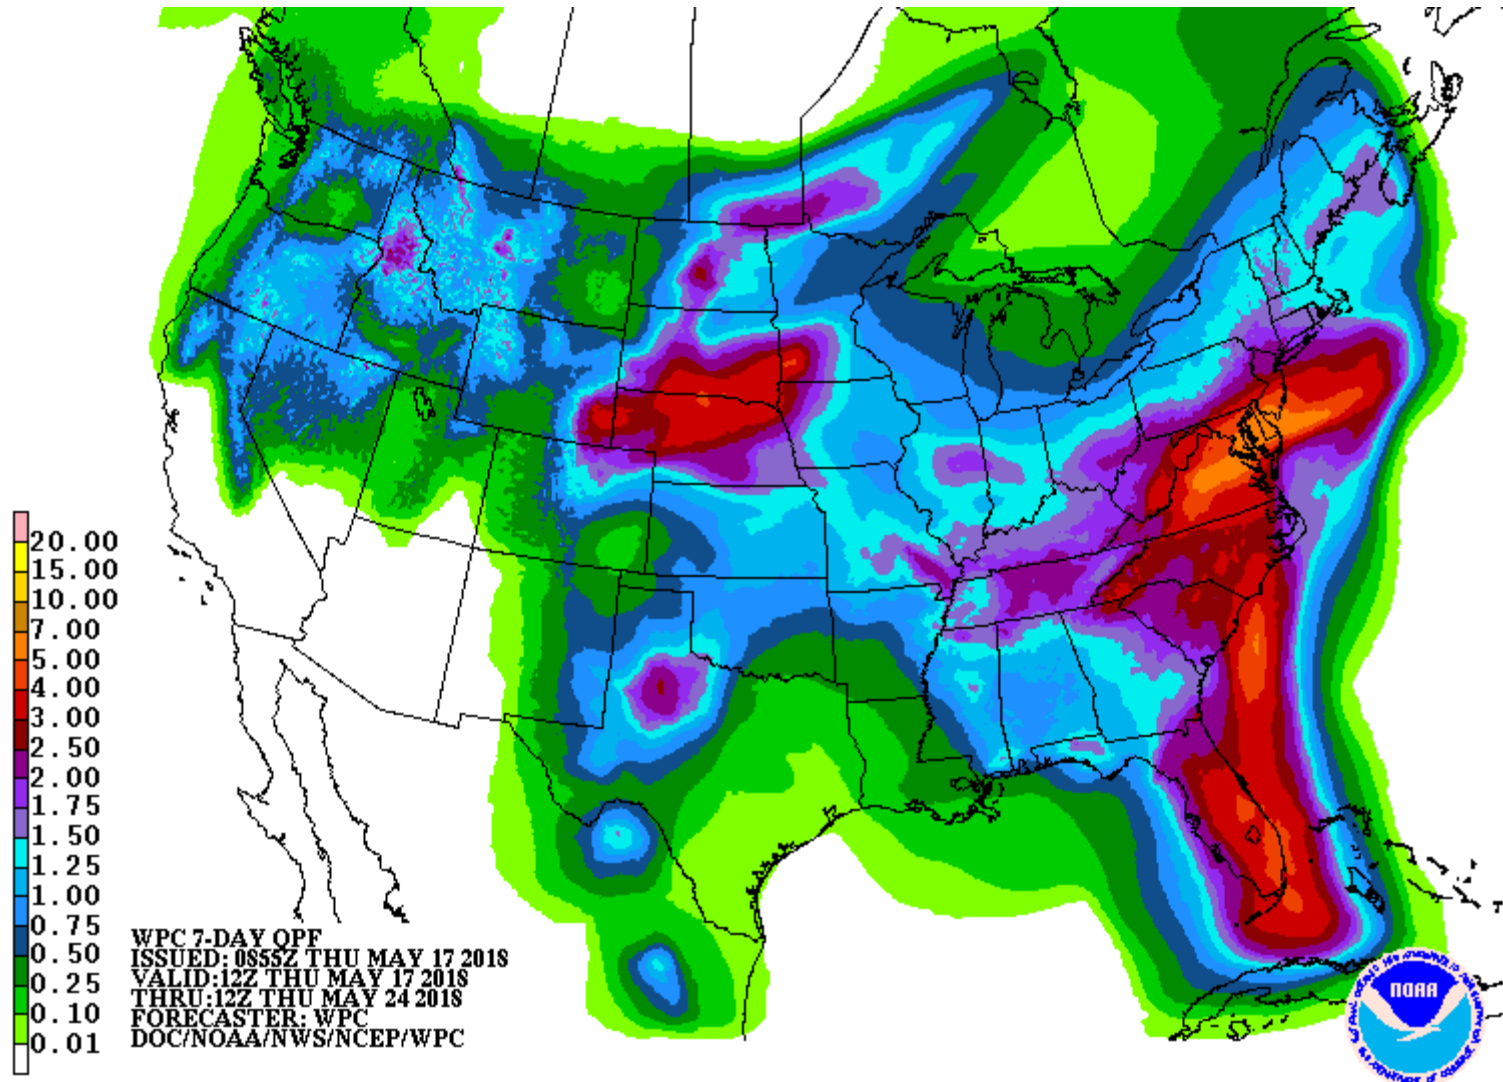 20.00
15.00
10.00
7.00
5.00
4.00
3.00
2.50
2.00
1.75
1.50
1.25
1.00
0.75
0.50
0.25
0.10
0.01
WPC 7-DAY QPF
ISSUED: 0855Z THU MAY 17 2018
VALID:12Z THU MAY 17 2018
THRU:12Z THU MAY 24 2018
FORECASTER: WPC
DOC/NOAA/NWS/NCEP/WPC
NOAA